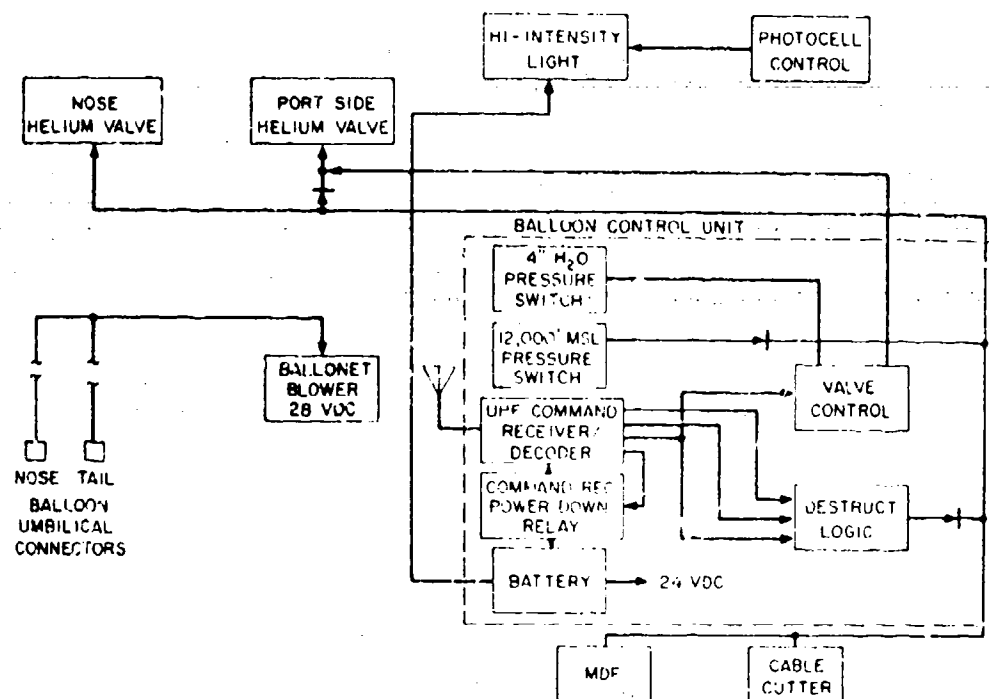 HI-INTENSITY
LIGHT
PHOTOCELL
CONTROL
NOSE
HELIUM VALVE
PORT SIDE
HELIUM VALVE
BALLOON CONTROL UNIT
4" H2O
PRESSURE
SWITCH
12,000' MSL
PRESSURE
SWITCH
BALLONET
BLOWER
28 VDC
VALVE
CONTROL
UHF COMMAND
RECEIVER/
DECODER
NOSE TAIL
BALLOON
UMBILICAL
CONNECTORS
COMMAND REC
POWER DOWN
RELAY
DESTRUCT
LOGIC
BATTERY
24 VDC
MDF
CABLE
CUTTER